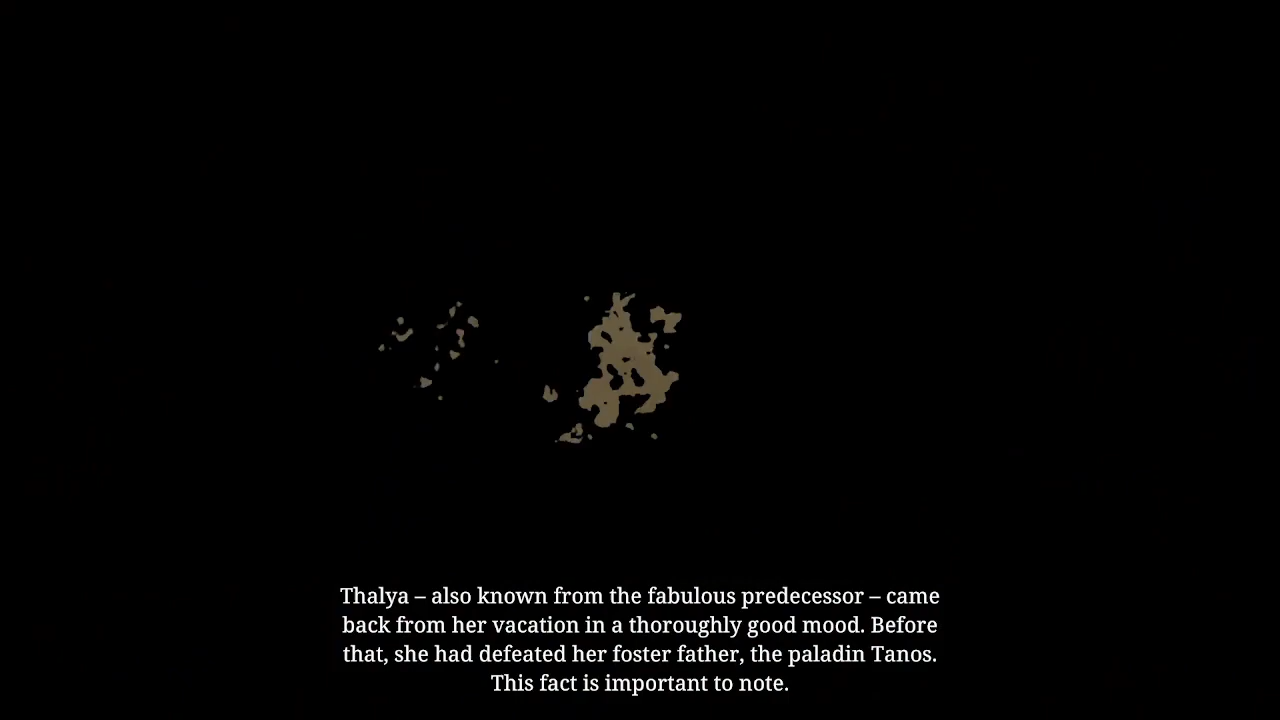 Thalya – also known from the fabulous predecessor – came
back from her vacation in a thoroughly good mood. Before
that, she had defeated her foster father, the paladin Tanos.
This fact is important to note.